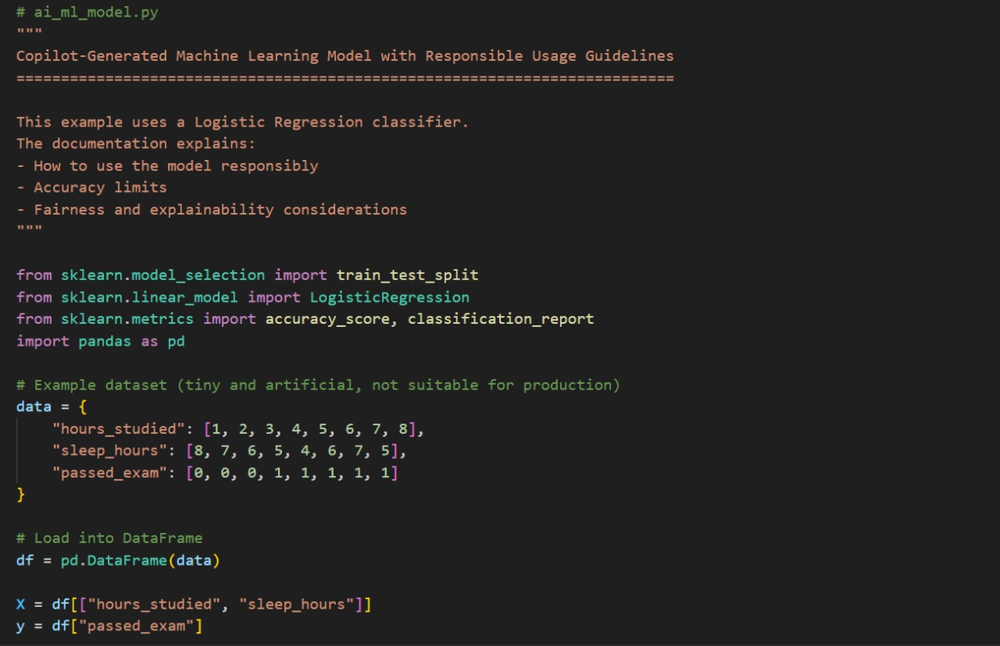 # ai_ml_model.py
"""
Copilot-Generated Machine Learning Model with Responsible Usage Guidelines
==========================================================================
This example uses a Logistic Regression classifier.
The documentation explains:
- How to use the model responsibly
- Accuracy limits
- Fairness and explainability considerations
"""
from sklearn.model_selection import train_test_split
from sklearn.linear_model import LogisticRegression
from sklearn.metrics import accuracy_score, classification_report
import pandas as pd
# Example dataset (tiny and artificial, not suitable for production)
data = {
    "hours_studied": [1, 2, 3, 4, 5, 6, 7, 8],
    "sleep_hours": [8, 7, 6, 5, 4, 6, 7, 5],
    "passed_exam": [0, 0, 0, 1, 1, 1, 1, 1]
}
# Load into DataFrame
df = pd.DataFrame(data)
X = df[["hours_studied", "sleep_hours"]]
y = df["passed_exam"]